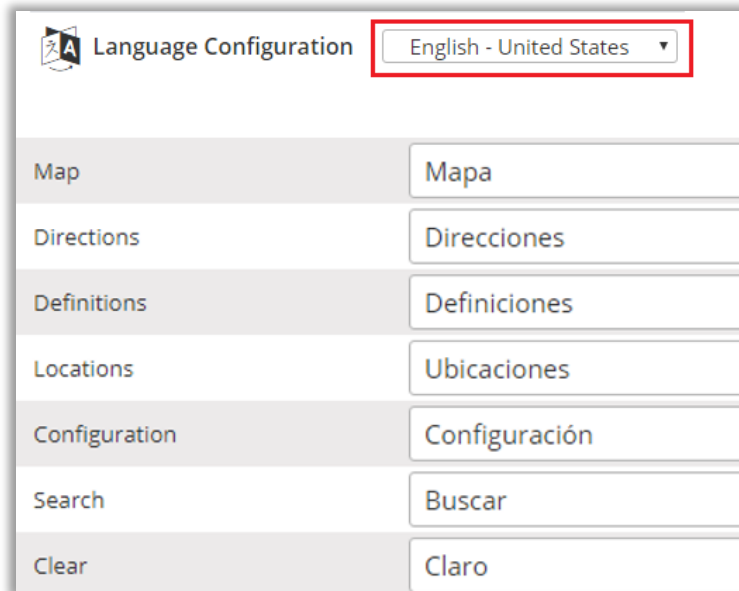 Language Configuration English - United States
Map Mapa
Directions Direcciones
Definitions Definiciones
Locations Ubicaciones
Configuration Configuración
Search Buscar
Clear Claro